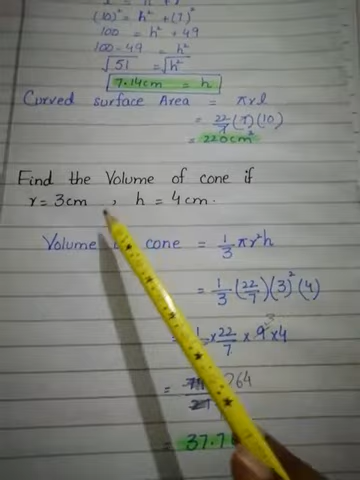 (10)² = h² + (7)²
100 = h² + 49
100 - 49 = h²
√51 = √h²
7.14cm = h
Curved surface Area = πrl
= 22/7 (7)(10)
= 220cm²
Find the Volume of cone if
r = 3cm , h = 4cm.
Volume cone = 1/3 πr²h
= 1/3 (22/7)(3)²(4)
= 1 × 22/7 × 9 3 × 4
= 264
= 37.7